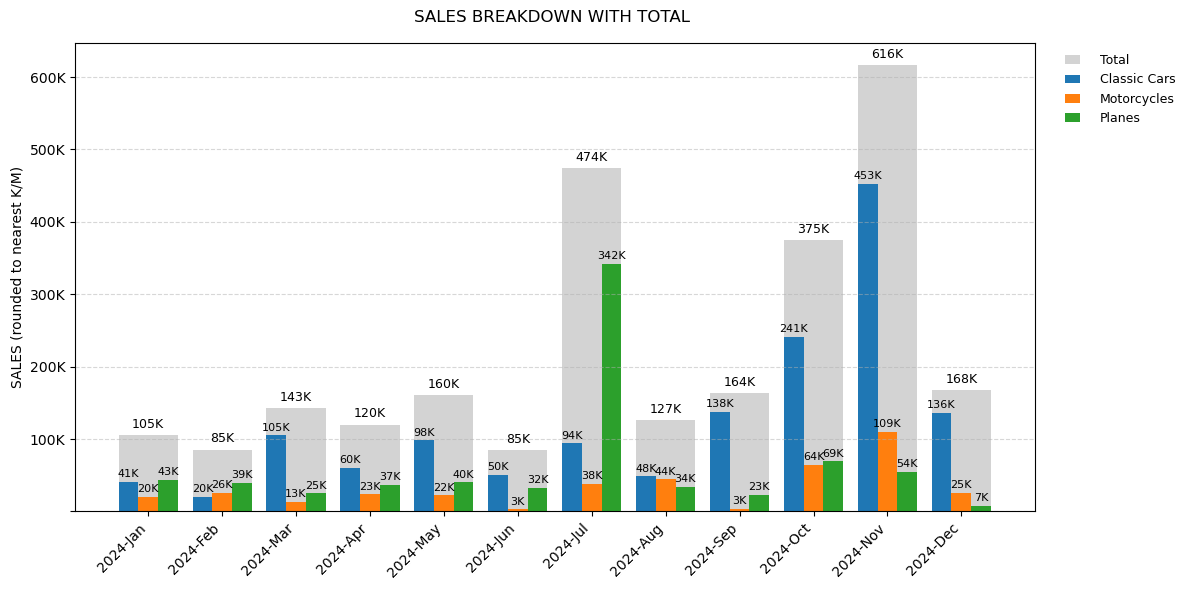 SALES BREAKDOWN WITH TOTAL
SALES (rounded to nearest K/M)
600K
500K
400K
300K
200K
100K
Total
Classic Cars
Motorcycles
Planes
105K
41K
20K
43K
85K
20K
26K
39K
143K
105K
13K
25K
120K
60K
23K
37K
160K
98K
22K
40K
85K
50K
3K
32K
474K
94K
38K
342K
127K
48K
44K
34K
164K
138K
3K
23K
375K
241K
64K
69K
616K
453K
109K
54K
168K
136K
25K
7K
2024-Jan
2024-Feb
2024-Mar
2024-Apr
2024-May
2024-Jun
2024-Jul
2024-Aug
2024-Sep
2024-Oct
2024-Nov
2024-Dec